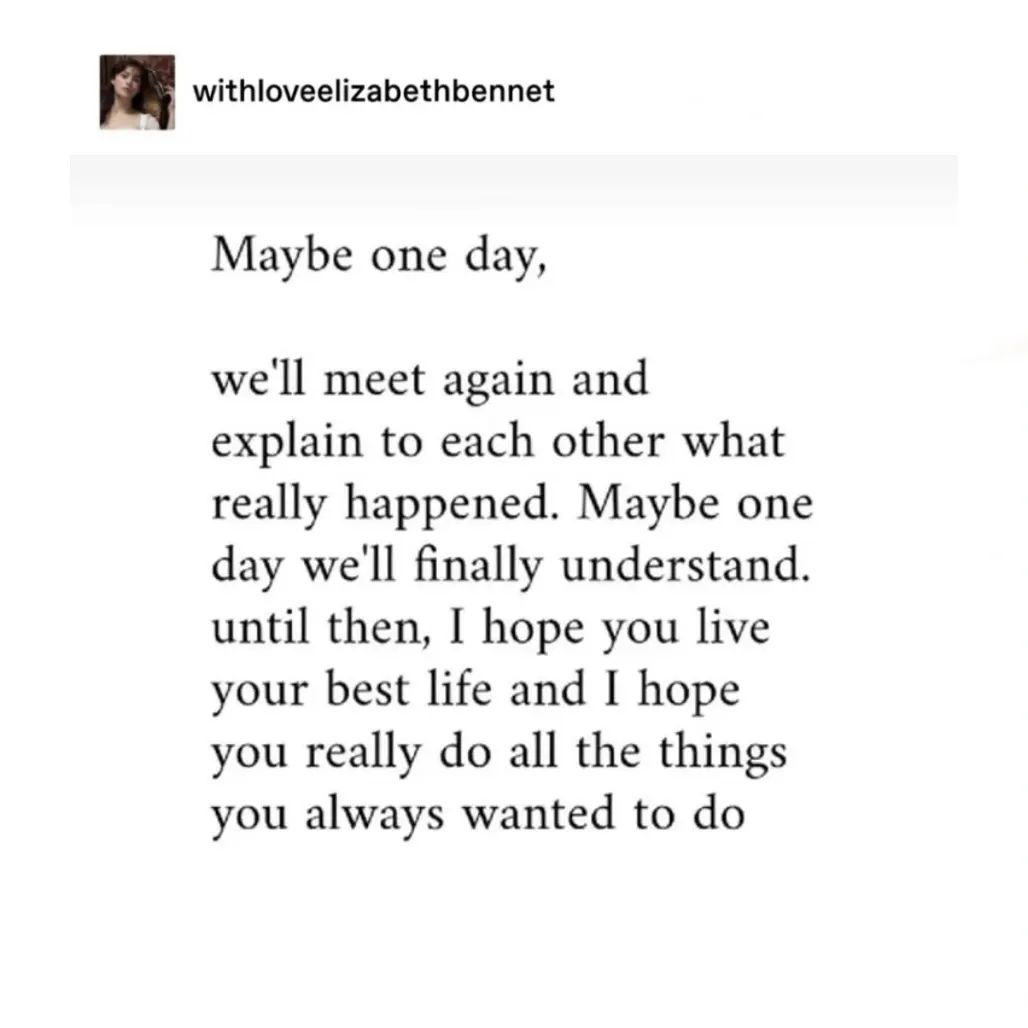 withloveelizabethbennet
Maybe one day,
we'll meet again and
explain to each other what
really happened. Maybe one
day we'll finally understand.
until then, I hope you live
your best life and I hope
you really do all the things
you always wanted to do